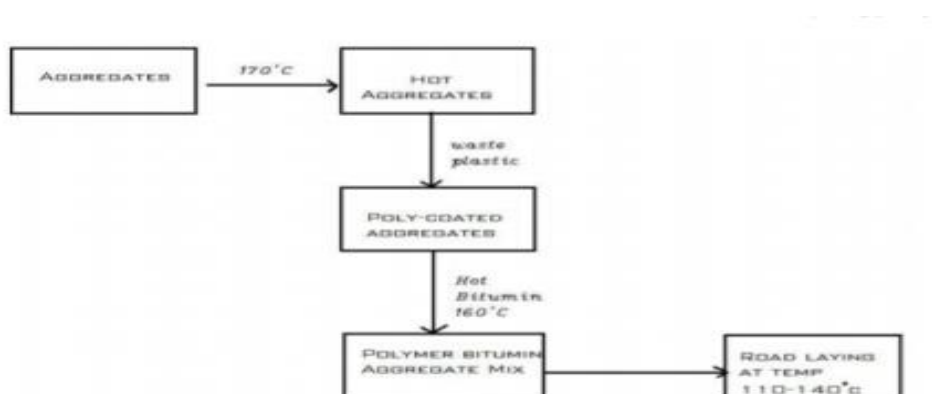 AGGREGATES
170°C
HOT
AGGREGATES
waste
plastic
POLY-COATED
AGGREGATES
Hot
Bitumin
160°C
POLYMER BITUMIN
AGGREGATE MIX
ROAD LAYING
AT TEMP
110-140°c